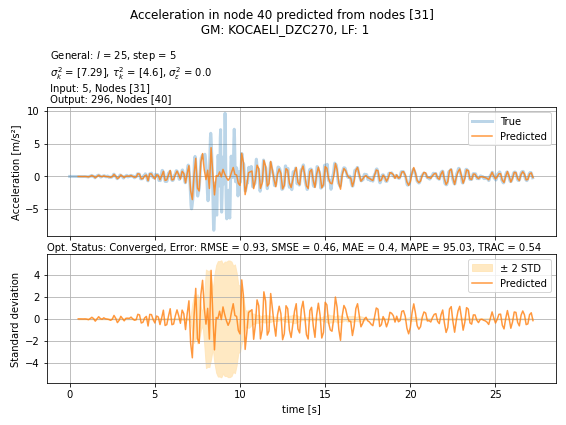 Acceleration in node 40 predicted from nodes [31]
GM: KOCAELI_DZC270, LF: 1
General: l = 25, step = 5
σ²ₖ = [7.29], τ²ₖ = [4.6], σ²ε = 0.0
Input: 5, Nodes [31]
Output: 296, Nodes [40]
10
5
0
−5
Acceleration [m/s²]
True
Predicted
Opt. Status: Converged, Error: RMSE = 0.93, SMSE = 0.46, MAE = 0.4, MAPE = 95.03, TRAC = 0.54
4
2
0
−2
−4
Standard deviation
± 2 STD
Predicted
0 5 10 15 20 25
time [s]